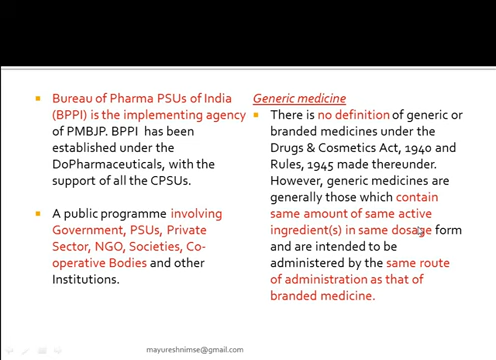 Bureau of Pharma PSUs of India
(BPPI) is the implementing agency
of PMBJP. BPPI has been
established under the
DoPharmaceuticals, with the
support of all the CPSUs.
A public programme involving
Government, PSUs, Private
Sector, NGO, Societies, Co-
operative Bodies and other
Institutions.
Generic medicine
There is no definition of generic or
branded medicines under the
Drugs & Cosmetics Act, 1940 and
Rules, 1945 made thereunder.
However, generic medicines are
generally those which contain
same amount of same active
ingredient(s) in same dosage form
and are intended to be
administered by the same route
of administration as that of
branded medicine.
mayureshnimse@gmail.com